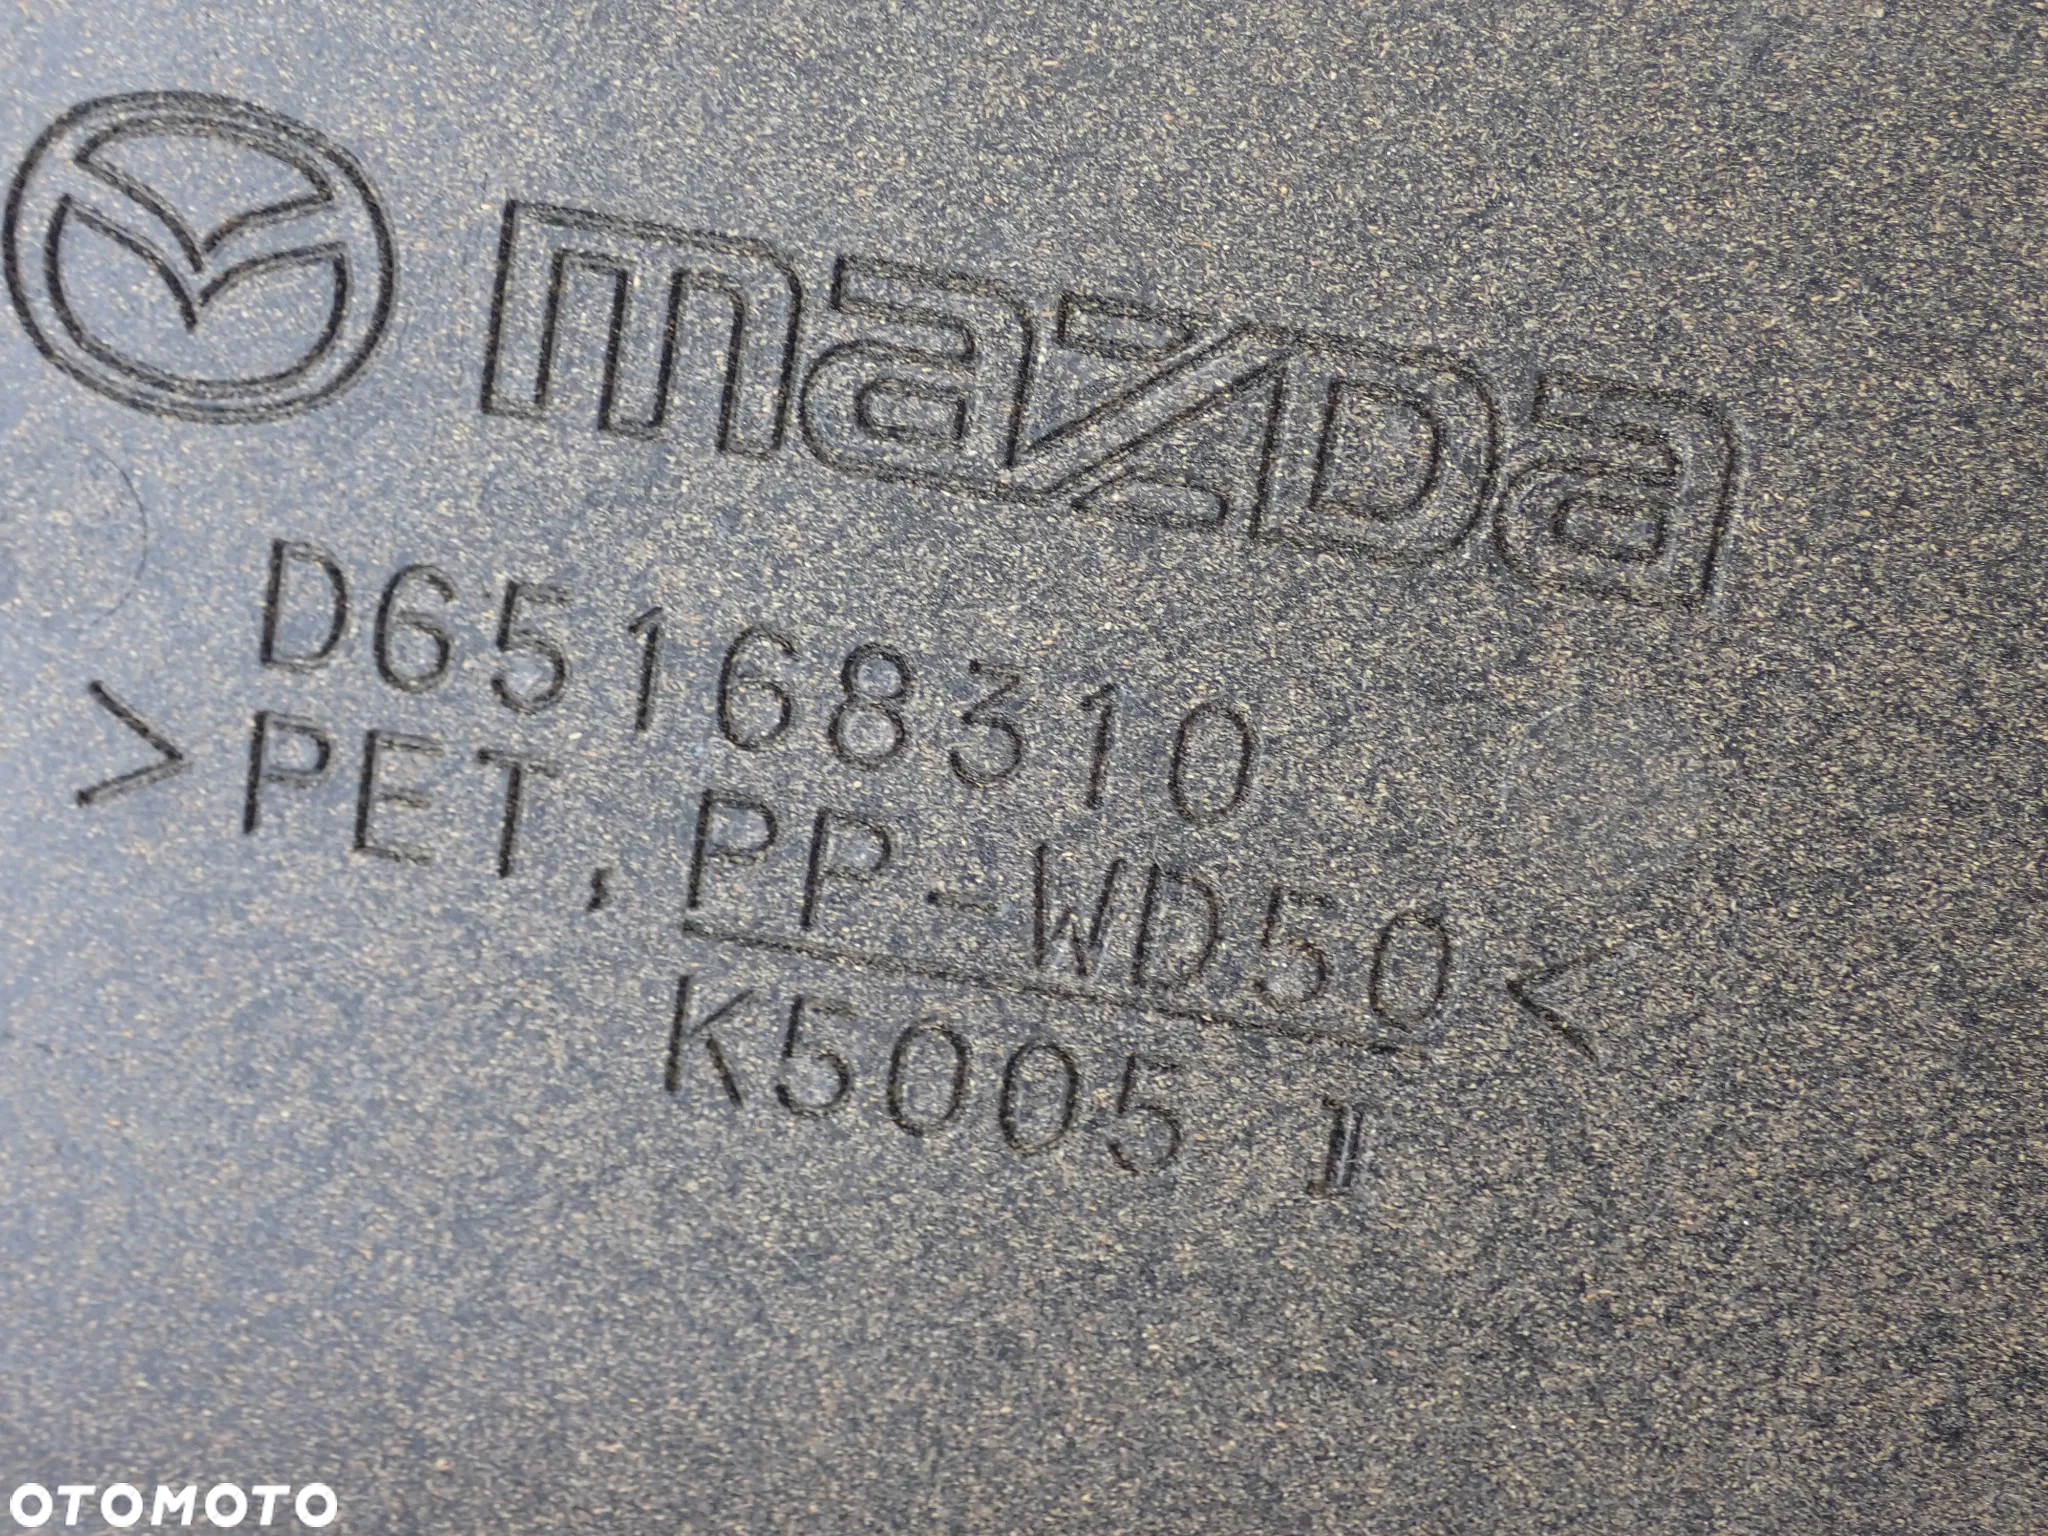 mazda
D65168310
>PET,PP-WD50<
K5005 I
OTOMOTO